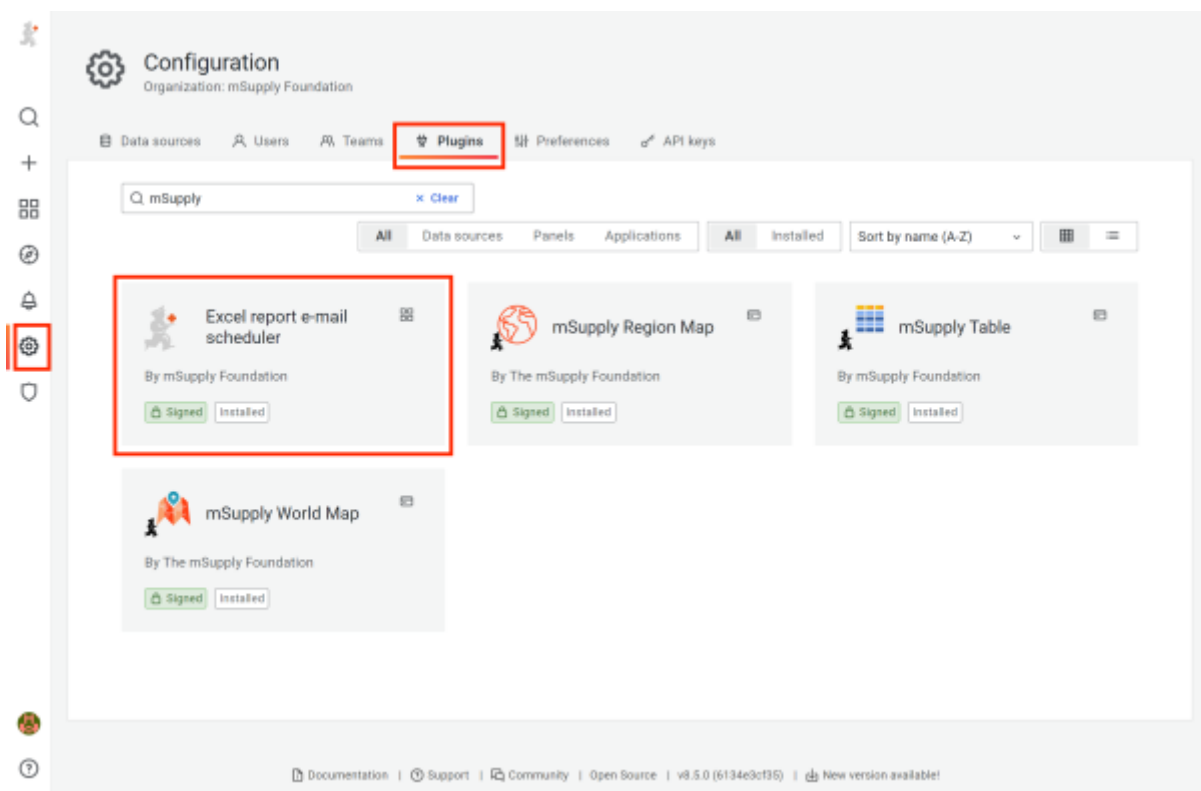 Configuration
Organization: mSupply Foundation
Data sources Users Teams Plugins Preferences API keys
mSupply × Clear
All Data sources Panels Applications All Installed Sort by name (A-Z)
Excel report e-mail
scheduler
By mSupply Foundation
Signed Installed
mSupply Region Map
By The mSupply Foundation
Signed Installed
mSupply Table
By mSupply Foundation
Signed Installed
mSupply World Map
By The mSupply Foundation
Signed Installed
Documentation | Support | Community | Open Source | v8.5.0 (6134e3cf35) | New version available!